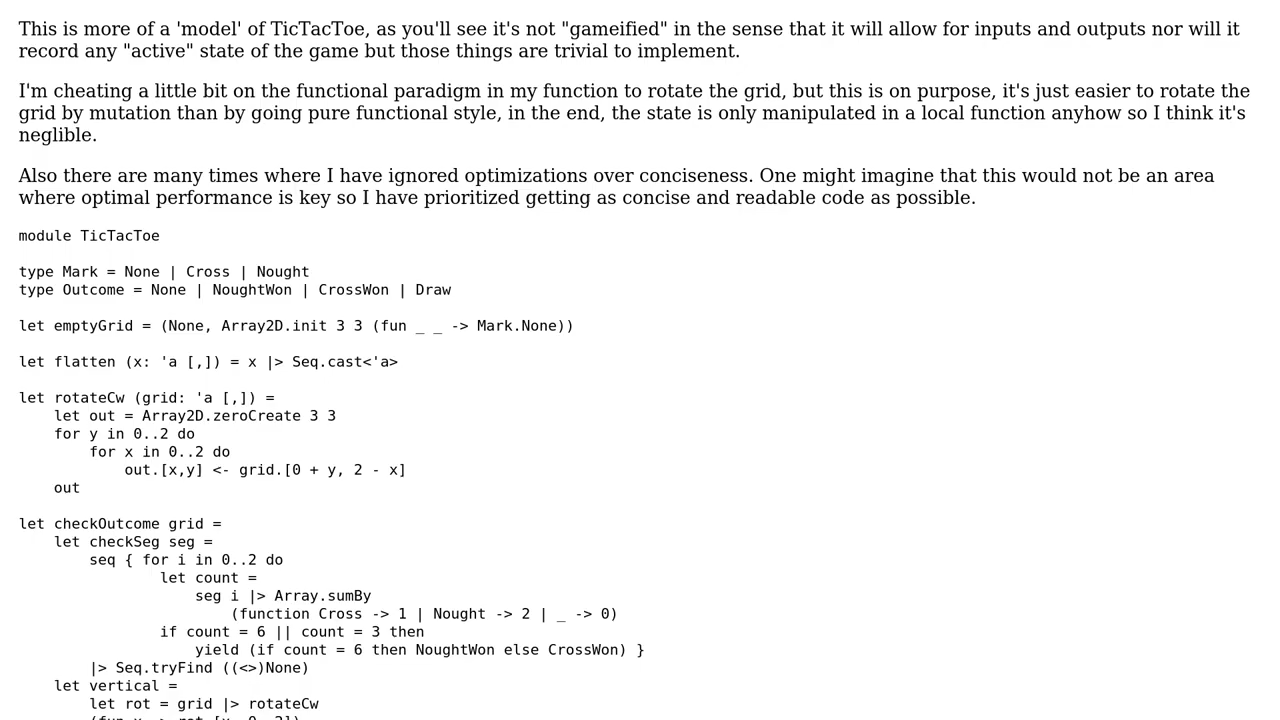 This is more of a 'model' of TicTacToe, as you'll see it's not "gameified" in the sense that it will allow for inputs and outputs nor will it
record any "active" state of the game but those things are trivial to implement.
I'm cheating a little bit on the functional paradigm in my function to rotate the grid, but this is on purpose, it's just easier to rotate the
grid by mutation than by going pure functional style, in the end, the state is only manipulated in a local function anyhow so I think it's
neglible.
Also there are many times where I have ignored optimizations over conciseness. One might imagine that this would not be an area
where optimal performance is key so I have prioritized getting as concise and readable code as possible.
module TicTacToe
type Mark = None | Cross | Nought
type Outcome = None | NoughtWon | CrossWon | Draw
let emptyGrid = (None, Array2D.init 3 3 (fun _ _ -> Mark.None))
let flatten (x: 'a [,]) = x |> Seq.cast<'a>
let rotateCw (grid: 'a [,]) =
    let out = Array2D.zeroCreate 3 3
    for y in 0..2 do
        for x in 0..2 do
            out.[x,y] <- grid.[0 + y, 2 - x]
    out
let checkOutcome grid =
    let checkSeg seg =
        seq { for i in 0..2 do
                let count =
                    seg i |> Array.sumBy
                        (function Cross -> 1 | Nought -> 2 | _ -> 0)
                if count = 6 || count = 3 then
                    yield (if count = 6 then NoughtWon else CrossWon) }
        |> Seq.tryFind ((<>)None)
    let vertical =
        let rot = grid |> rotateCw